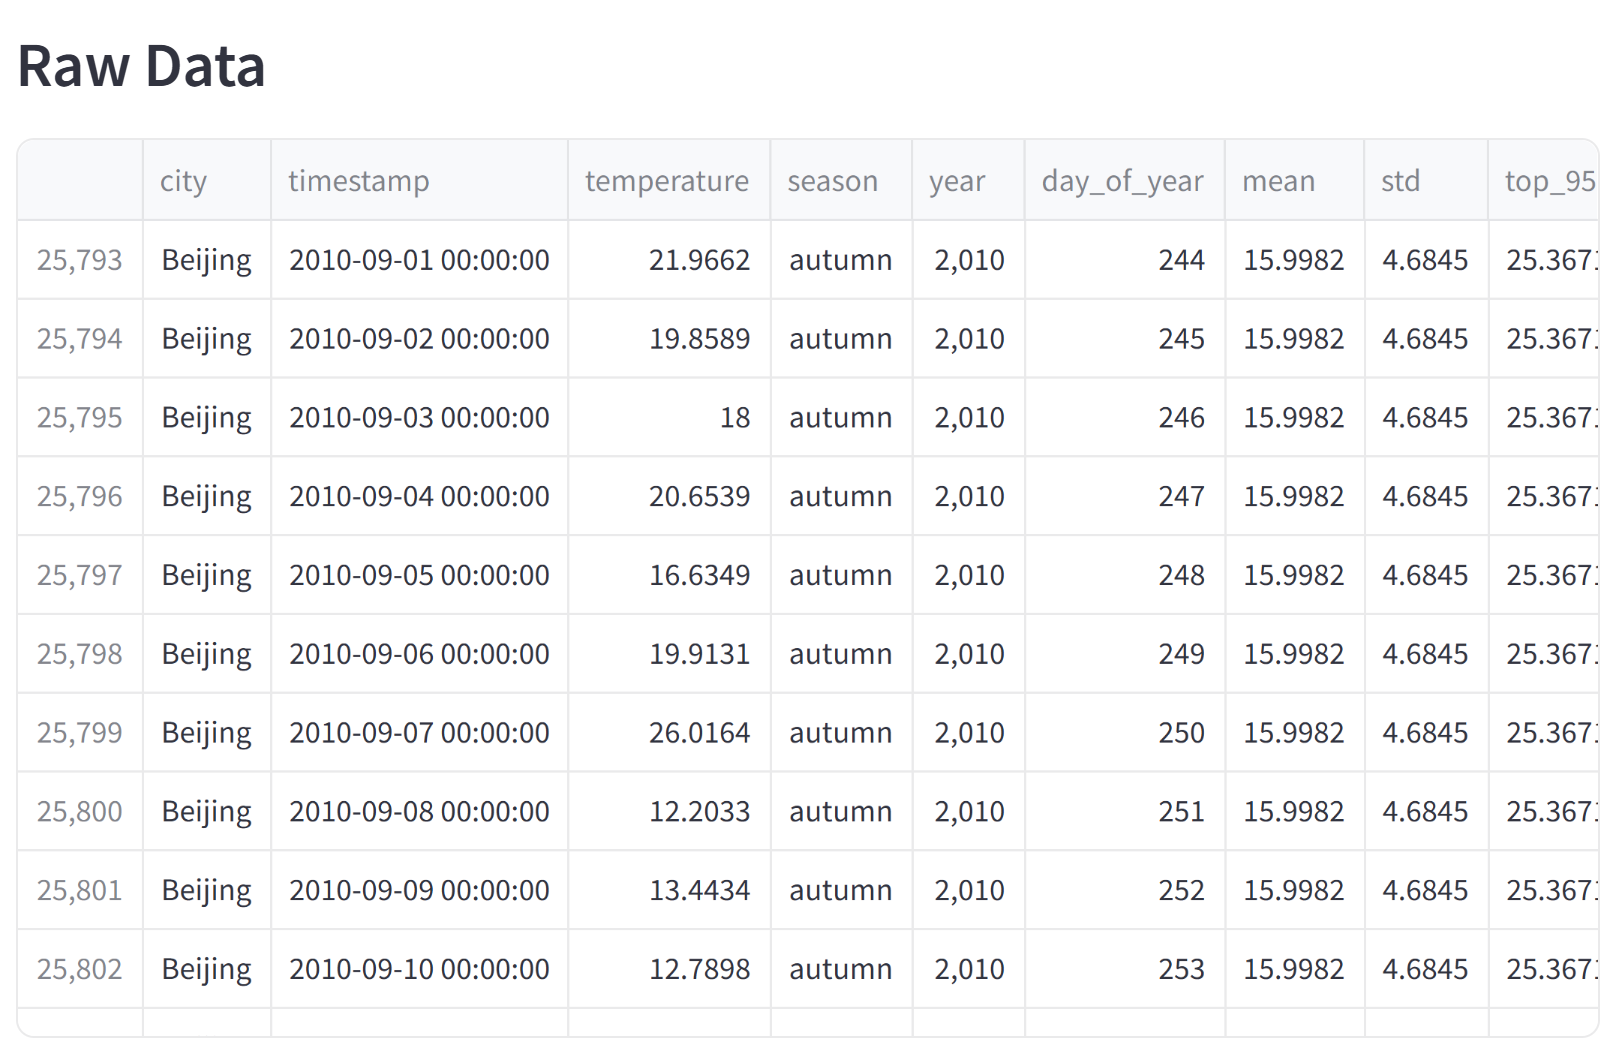 Raw Data
city timestamp temperature season year day_of_year mean std top_95
25,793 Beijing 2010-09-01 00:00:00 21.9662 autumn 2,010 244 15.9982 4.6845 25.367
25,794 Beijing 2010-09-02 00:00:00 19.8589 autumn 2,010 245 15.9982 4.6845 25.367
25,795 Beijing 2010-09-03 00:00:00 18 autumn 2,010 246 15.9982 4.6845 25.367
25,796 Beijing 2010-09-04 00:00:00 20.6539 autumn 2,010 247 15.9982 4.6845 25.367
25,797 Beijing 2010-09-05 00:00:00 16.6349 autumn 2,010 248 15.9982 4.6845 25.367
25,798 Beijing 2010-09-06 00:00:00 19.9131 autumn 2,010 249 15.9982 4.6845 25.367
25,799 Beijing 2010-09-07 00:00:00 26.0164 autumn 2,010 250 15.9982 4.6845 25.367
25,800 Beijing 2010-09-08 00:00:00 12.2033 autumn 2,010 251 15.9982 4.6845 25.367
25,801 Beijing 2010-09-09 00:00:00 13.4434 autumn 2,010 252 15.9982 4.6845 25.367
25,802 Beijing 2010-09-10 00:00:00 12.7898 autumn 2,010 253 15.9982 4.6845 25.367